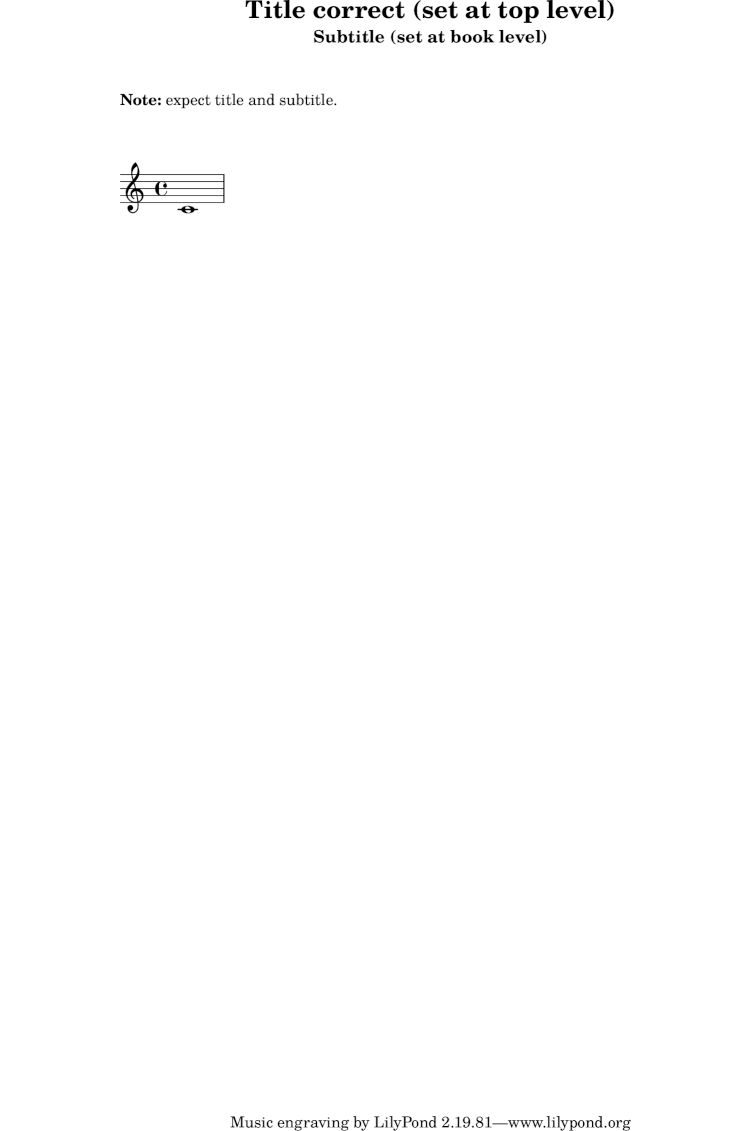 Title correct (set at top level)
Subtitle (set at book level)
Note: expect title and subtitle.
Music engraving by LilyPond 2.19.81—www.lilypond.org